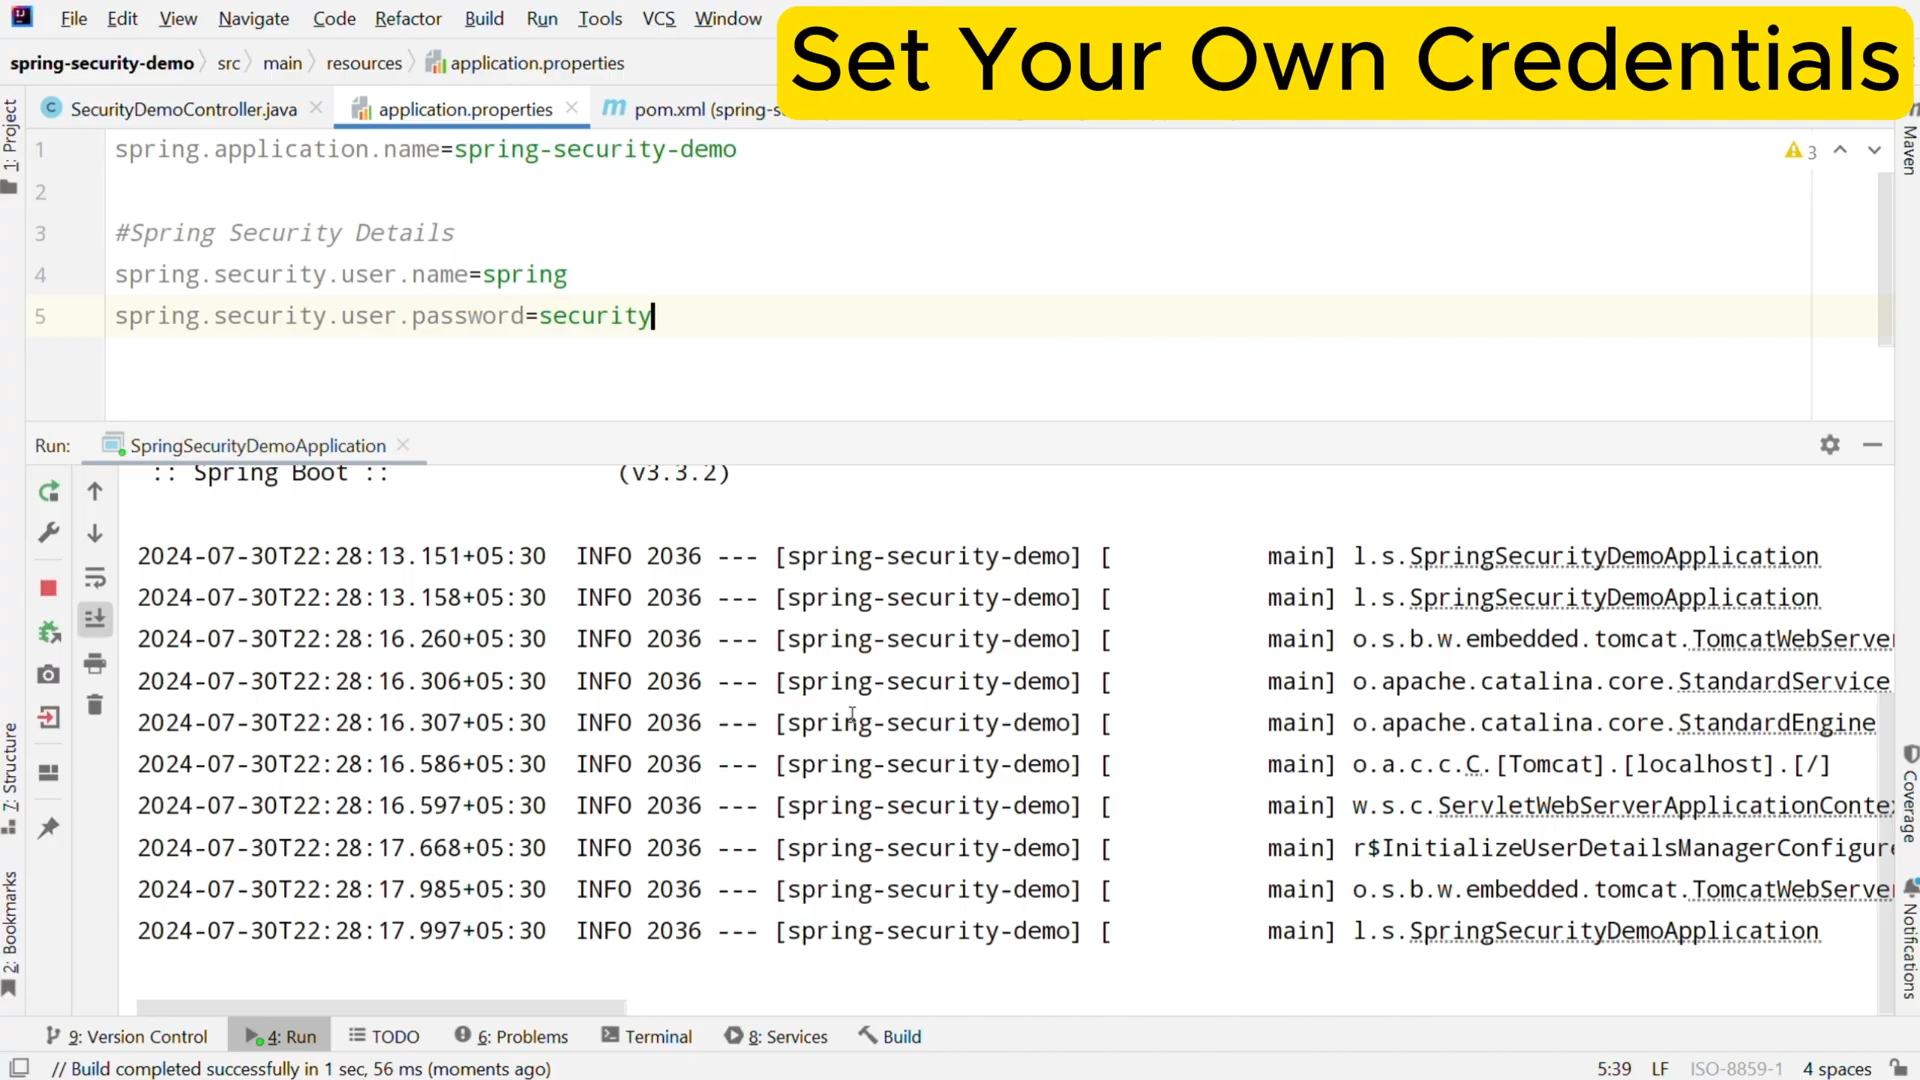 File Edit View Navigate Code Refactor Build Run Tools VCS Window
Set Your Own Credentials
spring-security-demo src main resources application.properties
SecurityDemoController.java application.properties pom.xml (spring-s
1: Project
Maven
1 spring.application.name=spring-security-demo
3
2
3 #Spring Security Details
4 spring.security.user.name=spring
5 spring.security.user.password=security
Run: SpringSecurityDemoApplication
:: Spring Boot :: (v3.3.2)
2024-07-30T22:28:13.151+05:30 INFO 2036 --- [spring-security-demo] [ main] l.s.SpringSecurityDemoApplication
2024-07-30T22:28:13.158+05:30 INFO 2036 --- [spring-security-demo] [ main] l.s.SpringSecurityDemoApplication
2024-07-30T22:28:16.260+05:30 INFO 2036 --- [spring-security-demo] [ main] o.s.b.w.embedded.tomcat.TomcatWebServer
2024-07-30T22:28:16.306+05:30 INFO 2036 --- [spring-security-demo] [ main] o.apache.catalina.core.StandardService
2024-07-30T22:28:16.307+05:30 INFO 2036 --- [spring-security-demo] [ main] o.apache.catalina.core.StandardEngine
2024-07-30T22:28:16.586+05:30 INFO 2036 --- [spring-security-demo] [ main] o.a.c.c.C.[Tomcat].[localhost].[/]
2024-07-30T22:28:16.597+05:30 INFO 2036 --- [spring-security-demo] [ main] w.s.c.ServletWebServerApplicationContex
2024-07-30T22:28:17.668+05:30 INFO 2036 --- [spring-security-demo] [ main] r$InitializeUserDetailsManagerConfigure
2024-07-30T22:28:17.985+05:30 INFO 2036 --- [spring-security-demo] [ main] o.s.b.w.embedded.tomcat.TomcatWebServer
2024-07-30T22:28:17.997+05:30 INFO 2036 --- [spring-security-demo] [ main] l.s.SpringSecurityDemoApplication
7: Structure
2: Bookmarks
Coverage
Notifications
9: Version Control 4: Run TODO 6: Problems Terminal 8: Services Build
// Build completed successfully in 1 sec, 56 ms (moments ago) 5:39 LF ISO-8859-1 4 spaces